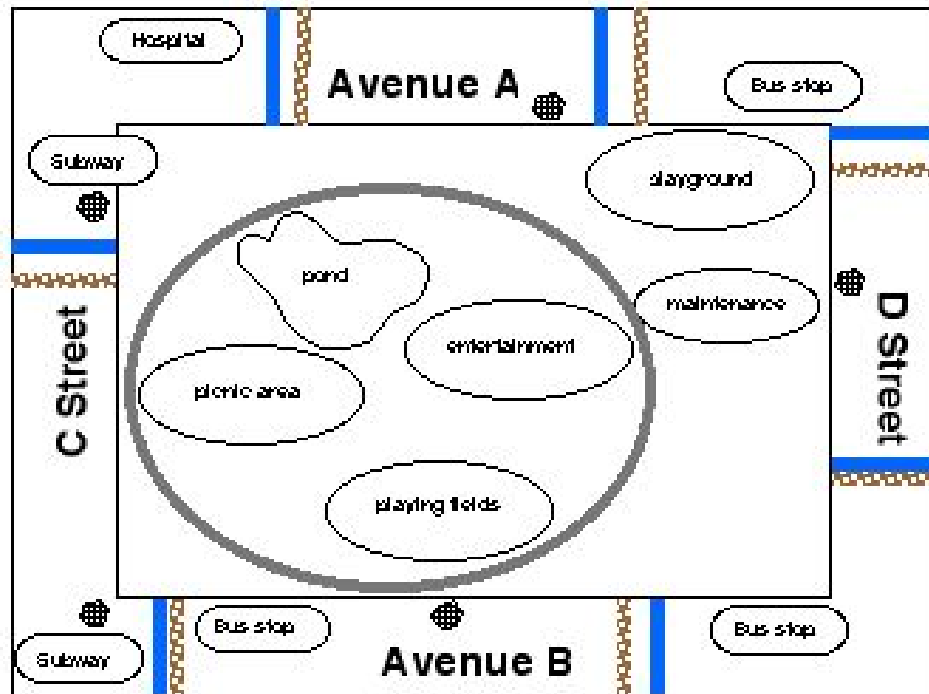 Hospital
Avenue A
Bus stop
Subway
playground
pond
maintenance
entertainment
picnic area
C Street
D Street
playing fields
Bus stop
Bus stop
Subway
Avenue B